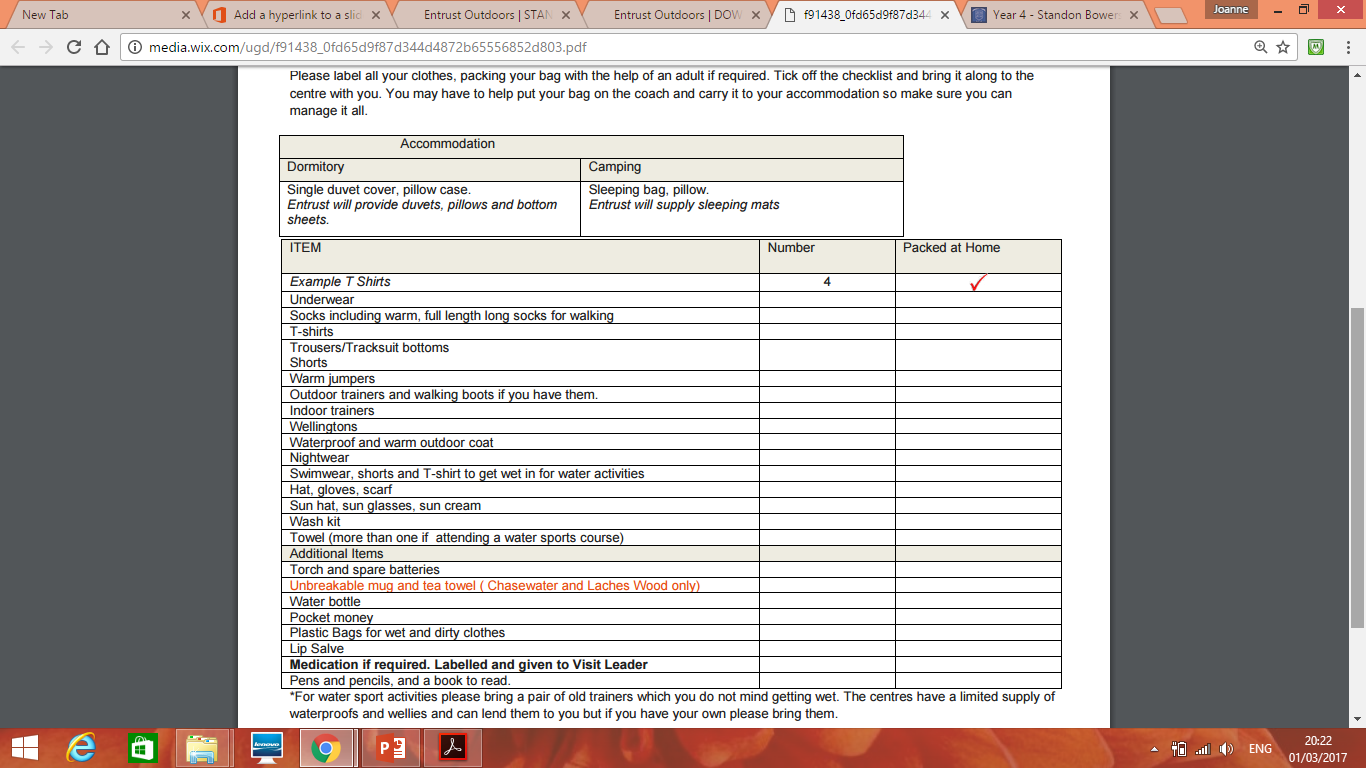 New Tab
Add a hyperlink to a slid
Entrust Outdoors | STAN
Entrust Outdoors | DOW
f91438_0fd65d9f87d344
Year 4 - Standon Bowers
Joanne
media.wix.com/ugd/f91438_0fd65d9f87d344d4872b65556852d803.pdf
Please label all your clothes, packing your bag with the help of an adult if required. Tick off the checklist and bring it along to the
centre with you. You may have to help put your bag on the coach and carry it to your accommodation so make sure you can
manage it all.
Accommodation
Dormitory
Camping
Single duvet cover, pillow case.
Entrust will provide duvets, pillows and bottom
sheets.
Sleeping bag, pillow.
Entrust will supply sleeping mats
ITEM Number Packed at Home
Example T Shirts 4 ✓
Underwear
Socks including warm, full length long socks for walking
T-shirts
Trousers/Tracksuit bottoms
Shorts
Warm jumpers
Outdoor trainers and walking boots if you have them.
Indoor trainers
Wellingtons
Waterproof and warm outdoor coat
Nightwear
Swimwear, shorts and T-shirt to get wet in for water activities
Hat, gloves, scarf
Sun hat, sun glasses, sun cream
Wash kit
Towel (more than one if attending a water sports course)
Additional Items
Torch and spare batteries
Unbreakable mug and tea towel ( Chasewater and Laches Wood only)
Water bottle
Pocket money
Plastic Bags for wet and dirty clothes
Lip Salve
Medication if required. Labelled and given to Visit Leader
Pens and pencils, and a book to read.
*For water sport activities please bring a pair of old trainers which you do not mind getting wet. The centres have a limited supply of
waterproofs and wellies and can lend them to you but if you have your own please bring them.
lenovo
ENG
20:22
01/03/2017